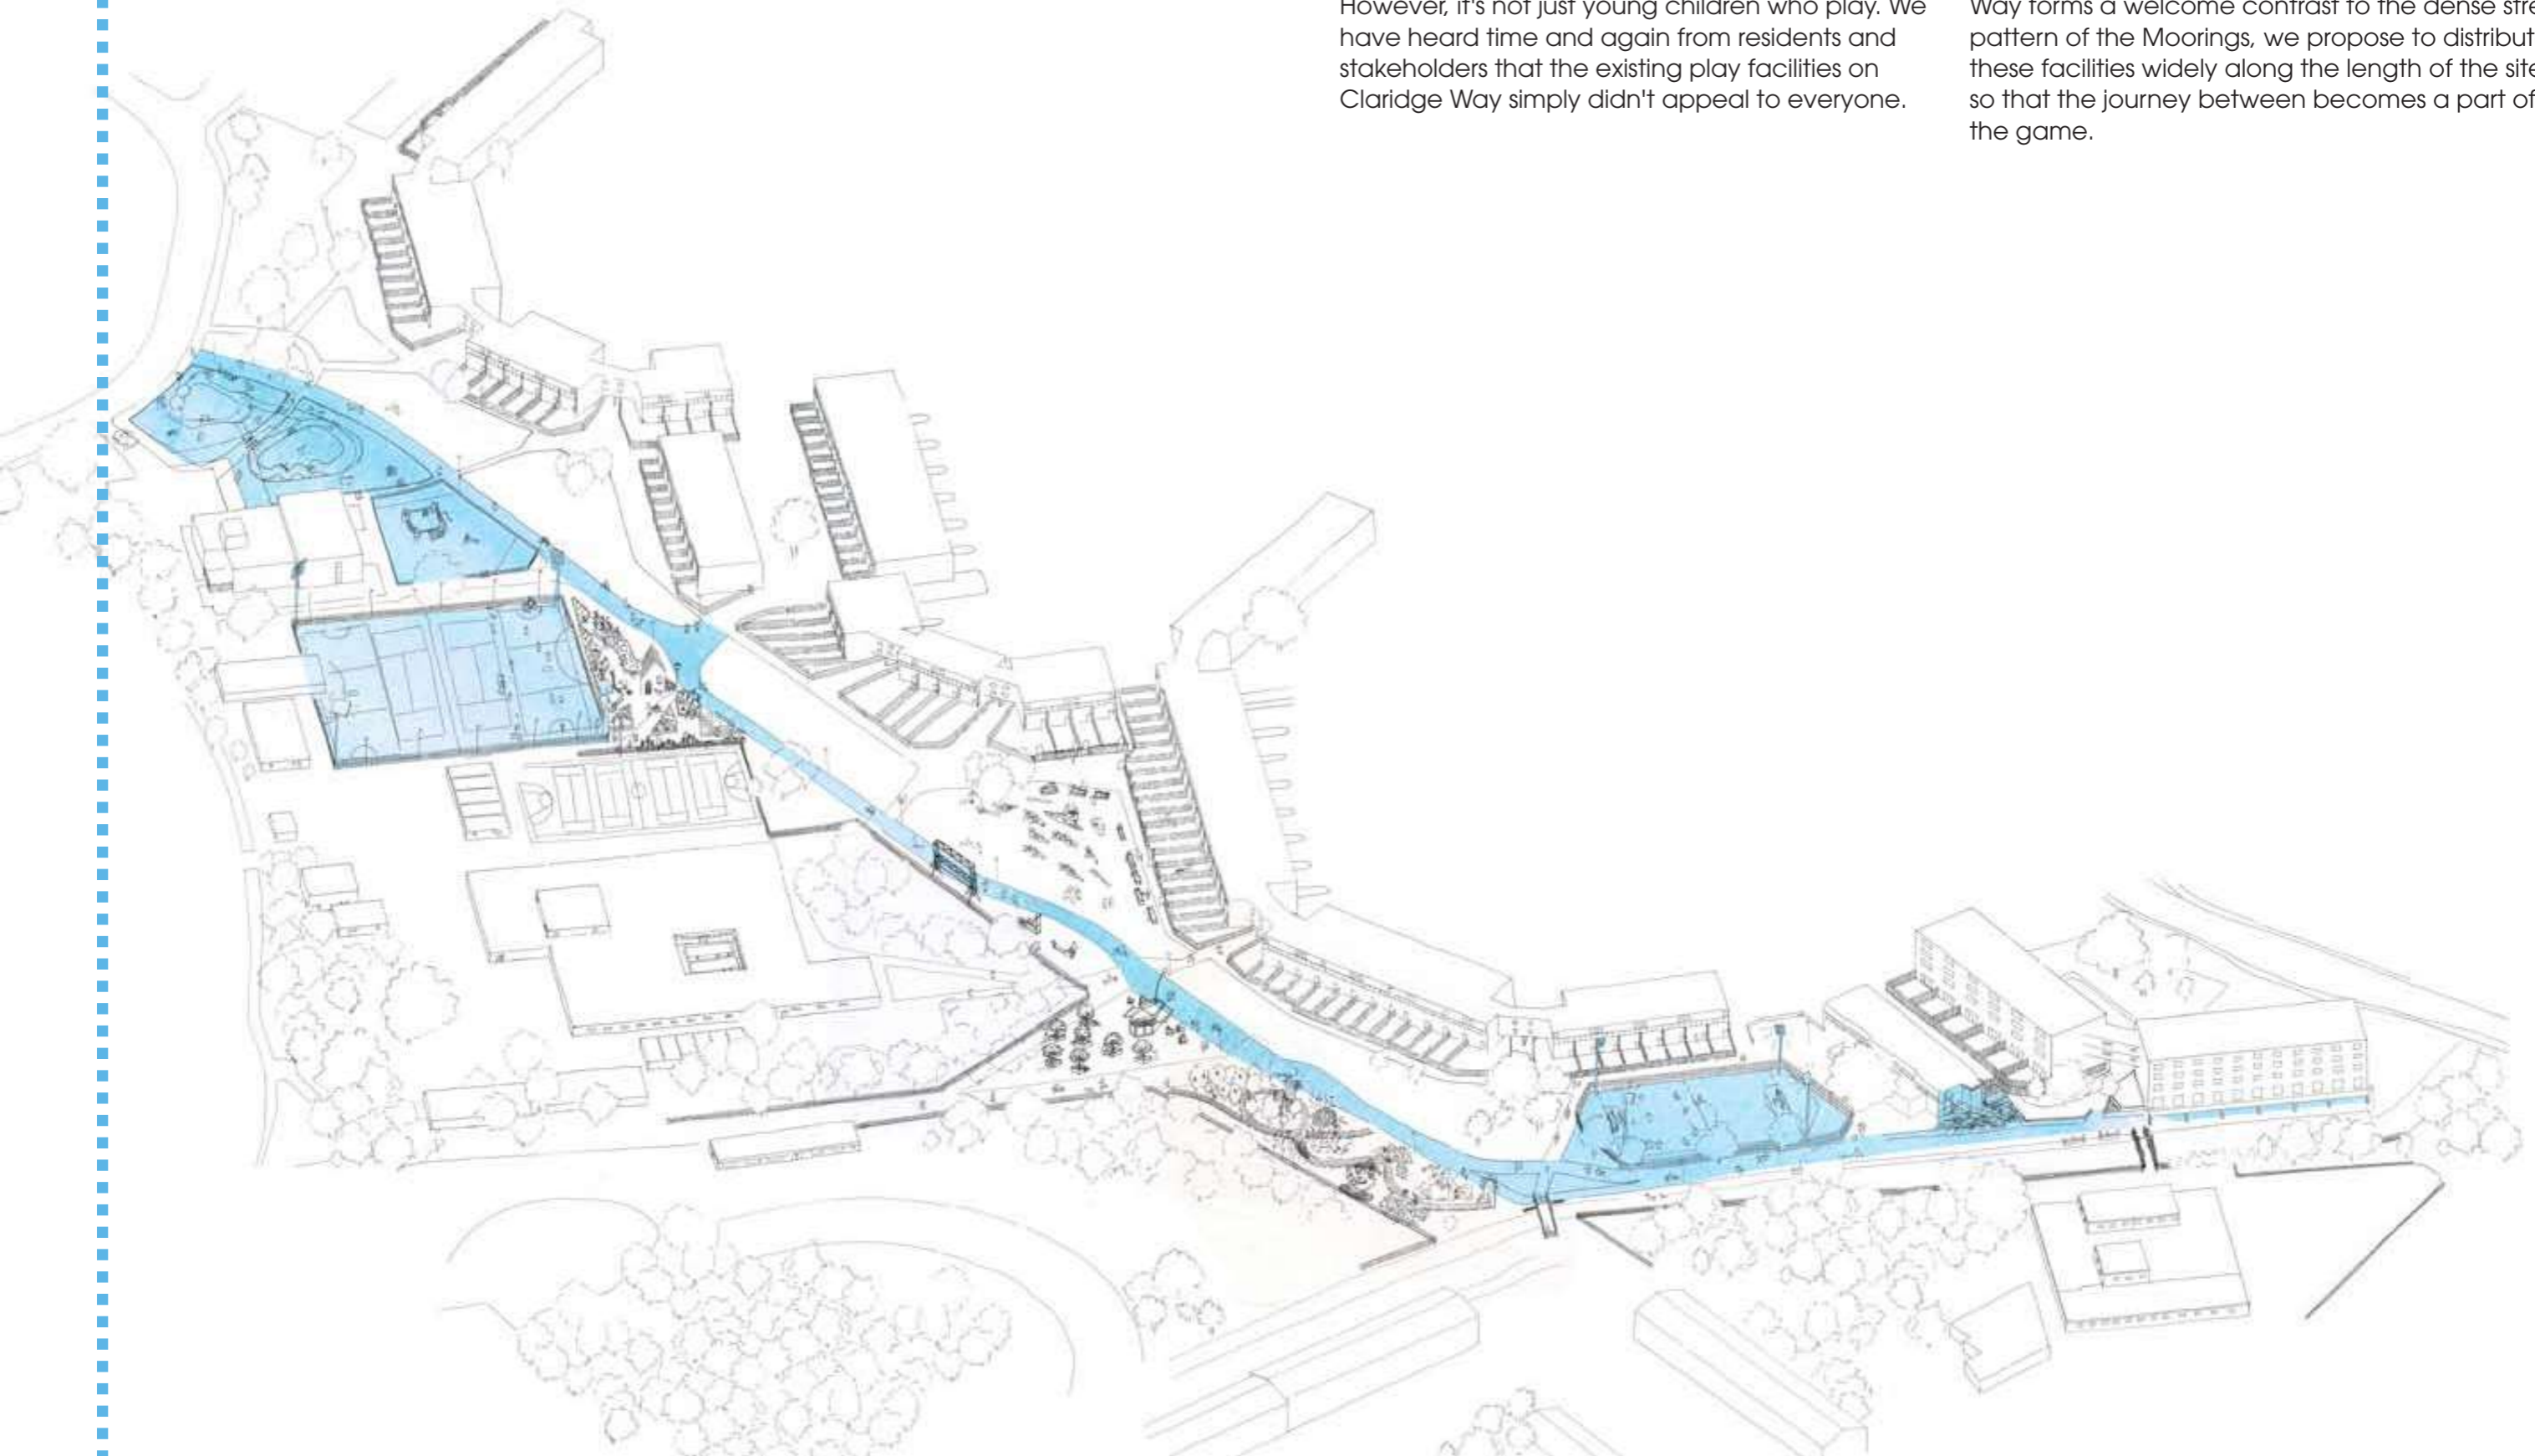 However, it's not just young children who play. We
have heard time and again from residents and
stakeholders that the existing play facilities on
Claridge Way simply didn't appeal to everyone.
Way forms a welcome contrast to the dense
pattern of the Moorings, we propose to
these facilities widely along the length of the
so that the journey between becomes a part of
the game.